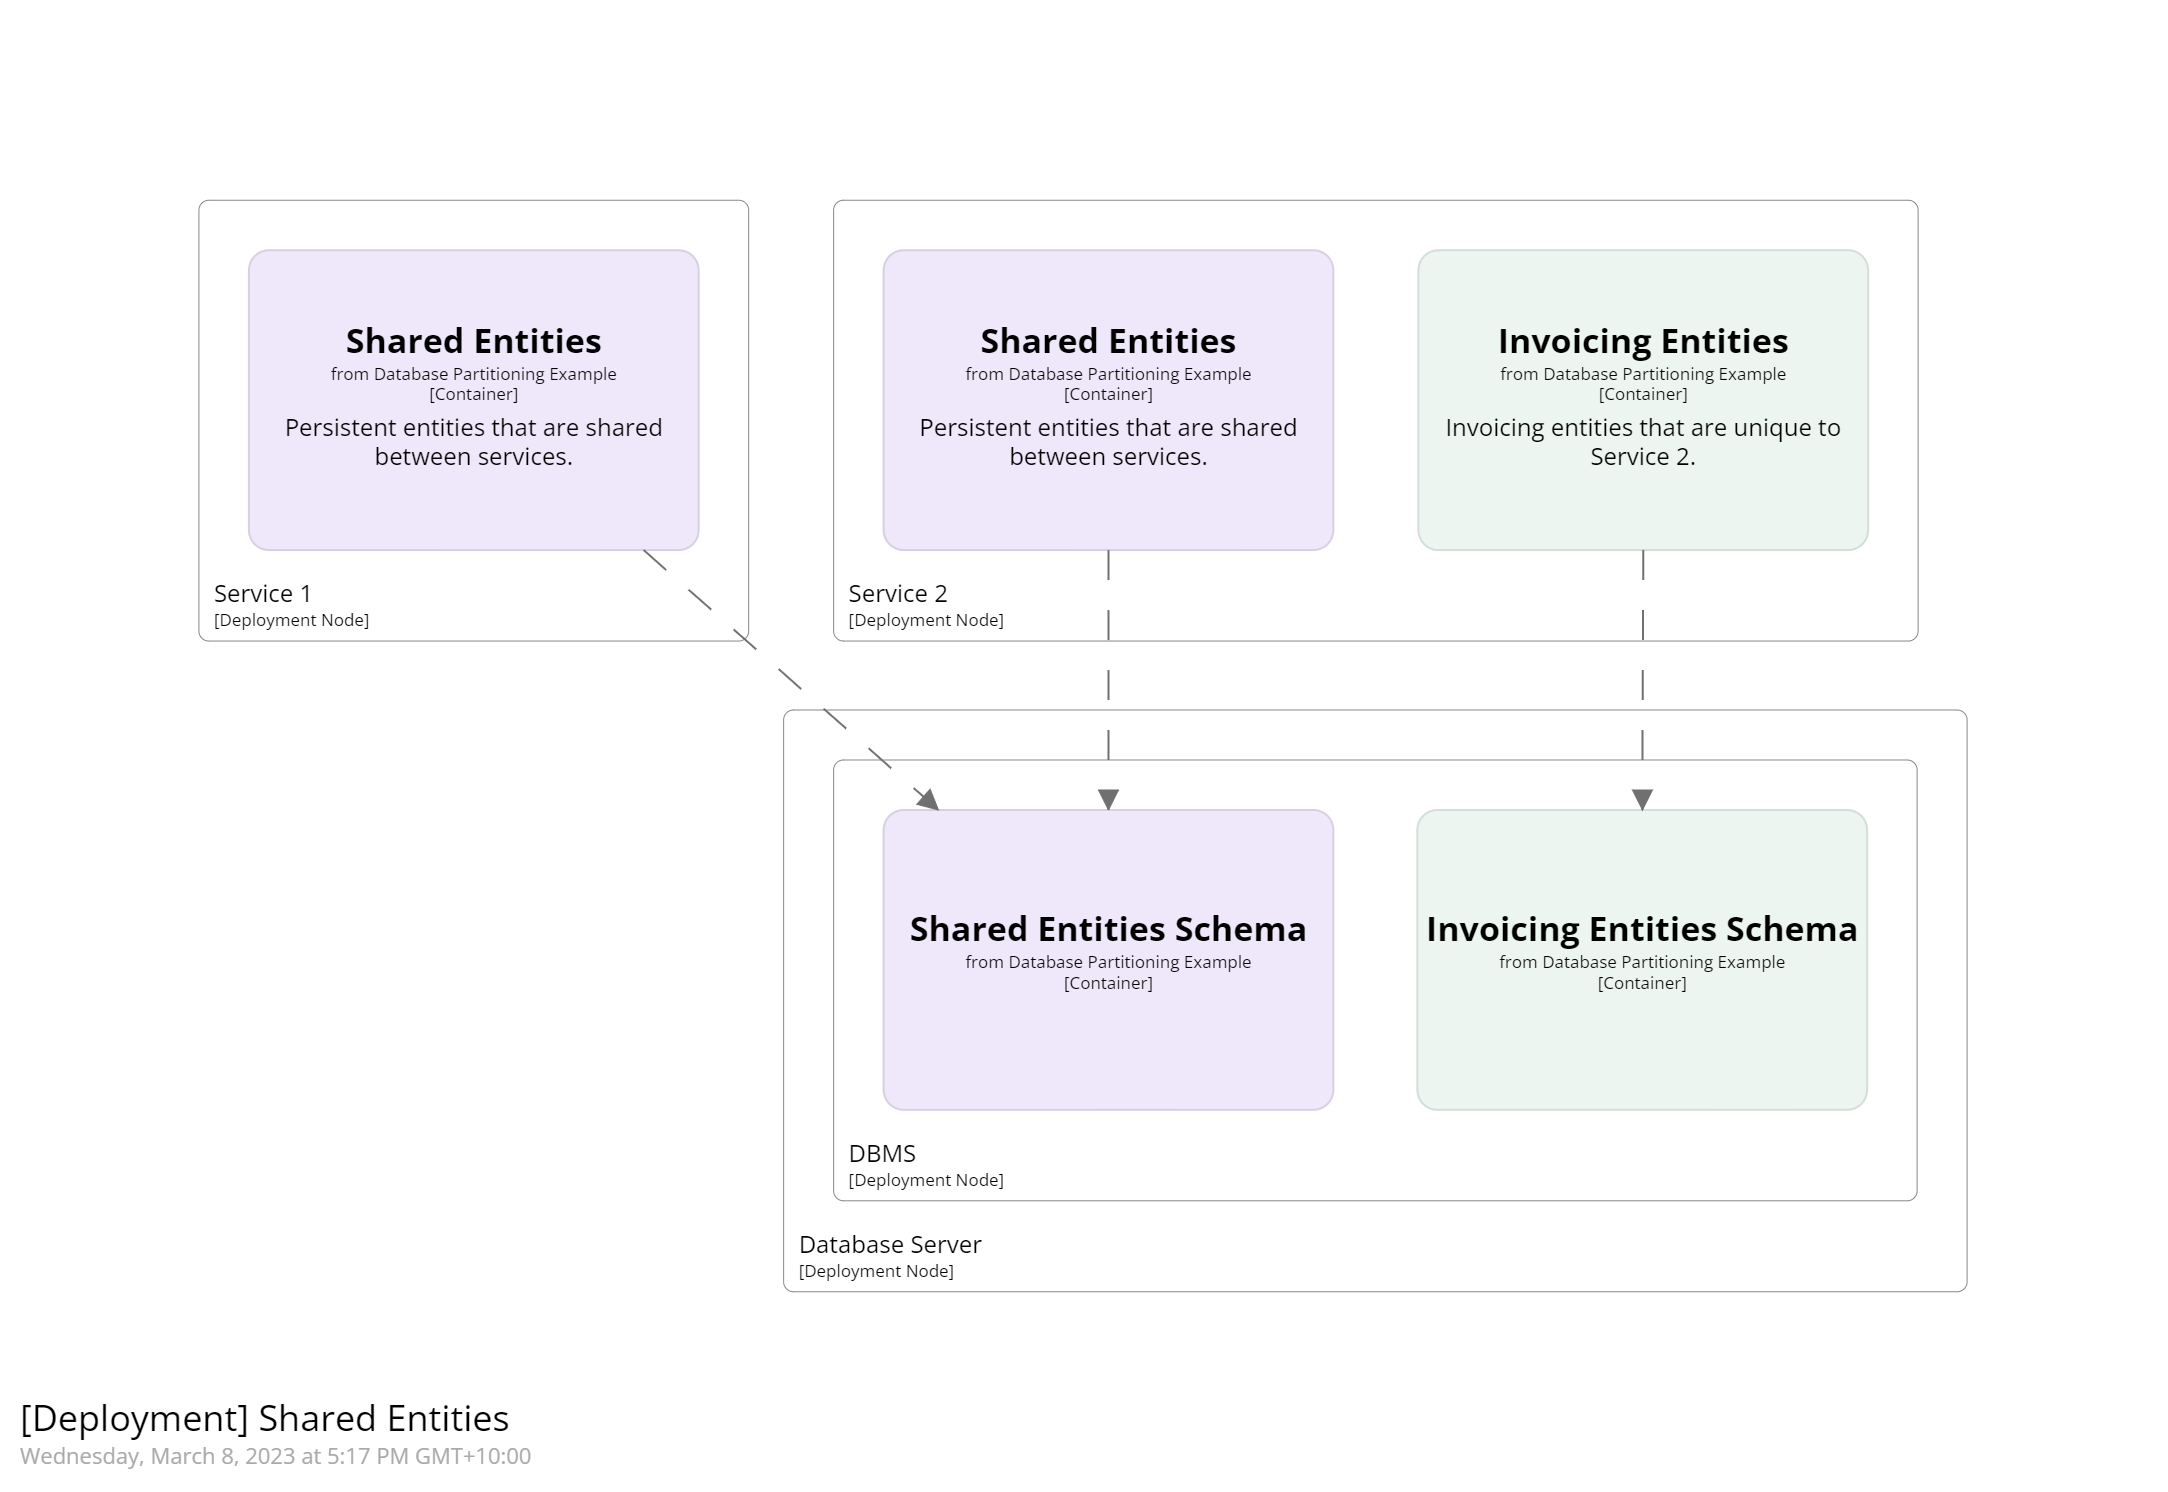 Shared Entities
from Database Partitioning Example
[Container]
Persistent entities that are shared
between services.
Service 1
[Deployment Node]
Shared Entities
from Database Partitioning Example
[Container]
Persistent entities that are shared
between services.
Invoicing Entities
from Database Partitioning Example
[Container]
Invoicing entities that are unique to
Service 2.
Service 2
[Deployment Node]
Shared Entities Schema
from Database Partitioning Example
[Container]
Invoicing Entities Schema
from Database Partitioning Example
[Container]
DBMS
[Deployment Node]
Database Server
[Deployment Node]
[Deployment] Shared Entities
Wednesday, March 8, 2023 at 5:17 PM GMT+10:00